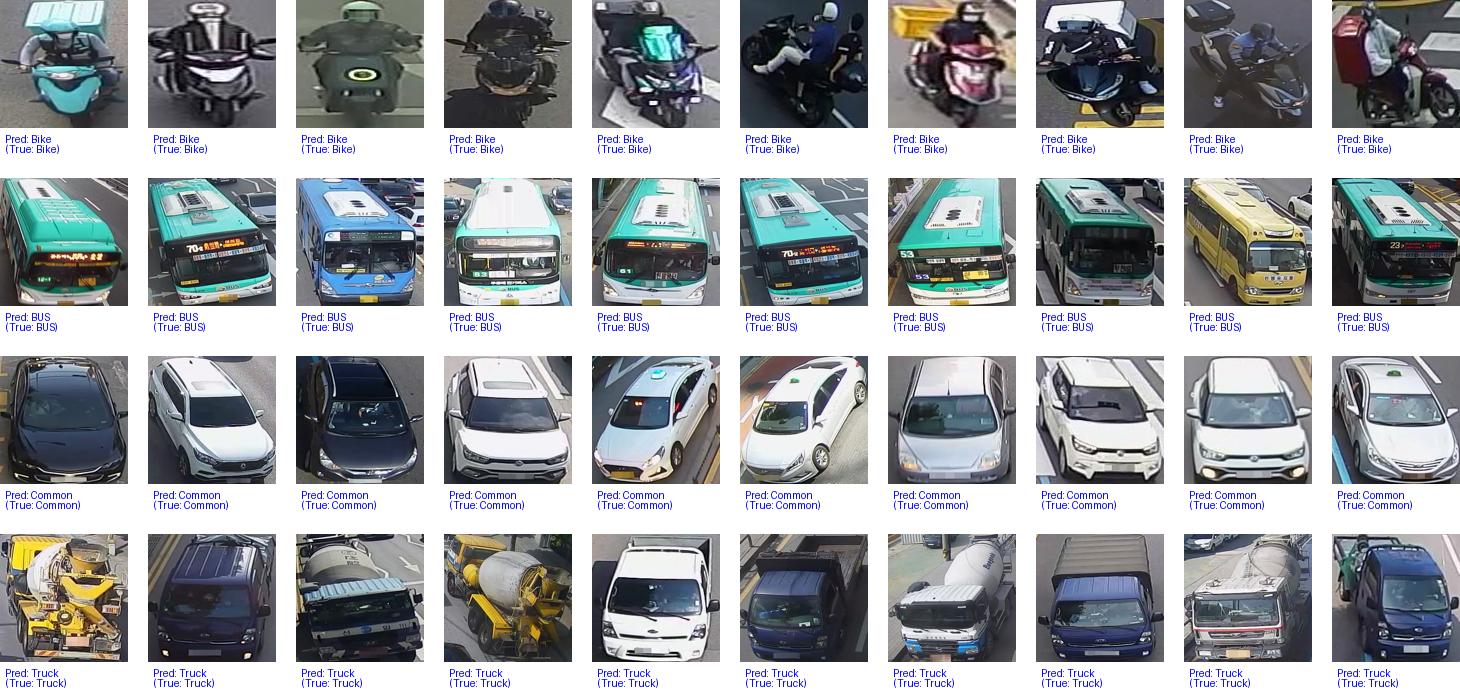 Pred: Bike
(True: Bike)
Pred: Bike
(True: Bike)
Pred: Bike
(True: Bike)
Pred: Bike
(True: Bike)
Pred: Bike
(True: Bike)
Pred: Bike
(True: Bike)
Pred: Bike
(True: Bike)
Pred: Bike
(True: Bike)
Pred: Bike
(True: Bike)
Pred: Bike
(True: Bike)
70
63
61
70
53
53
23
Pred: BUS
(True: BUS)
Pred: BUS
(True: BUS)
Pred: BUS
(True: BUS)
Pred: BUS
(True: BUS)
Pred: BUS
(True: BUS)
Pred: BUS
(True: BUS)
Pred: BUS
(True: BUS)
Pred: BUS
(True: BUS)
Pred: BUS
(True: BUS)
Pred: BUS
(True: BUS)
Pred: Common
(True: Common)
Pred: Common
(True: Common)
Pred: Common
(True: Common)
Pred: Common
(True: Common)
Pred: Common
(True: Common)
Pred: Common
(True: Common)
Pred: Common
(True: Common)
Pred: Common
(True: Common)
Pred: Common
(True: Common)
Pred: Common
(True: Common)
Pred: Truck
(True: Truck)
Pred: Truck
(True: Truck)
Pred: Truck
(True: Truck)
Pred: Truck
(True: Truck)
Pred: Truck
(True: Truck)
Pred: Truck
(True: Truck)
Pred: Truck
(True: Truck)
Pred: Truck
(True: Truck)
Pred: Truck
(True: Truck)
Pred: Truck
(True: Truck)